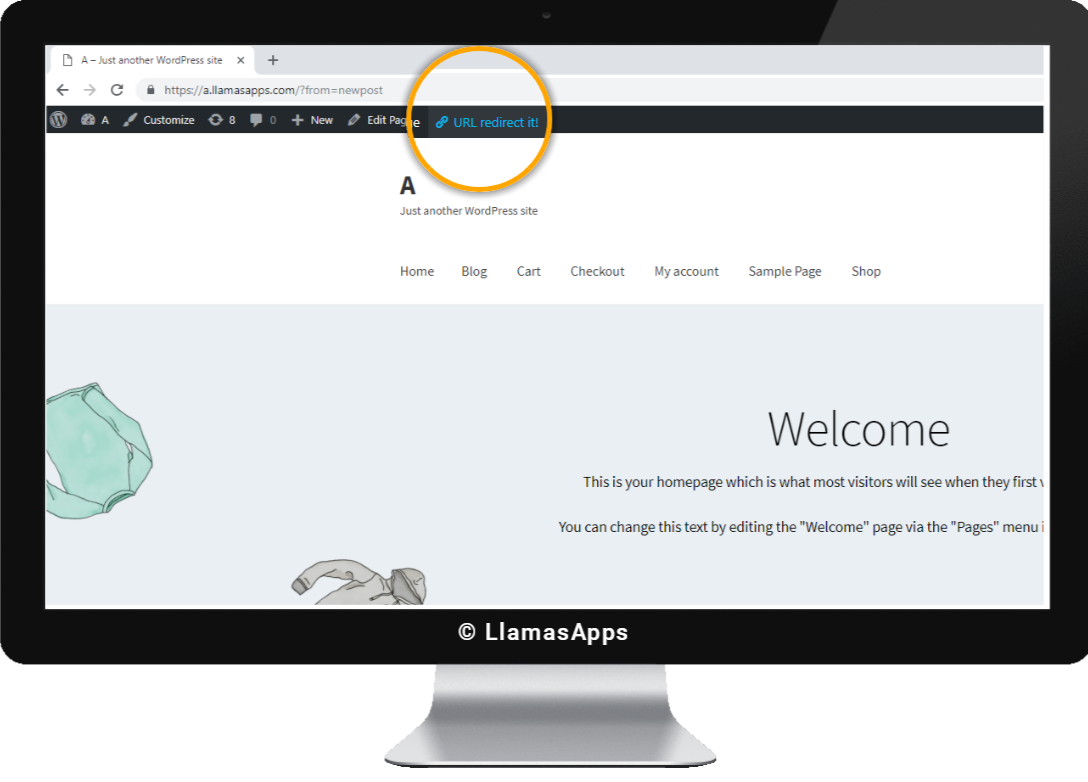 A – Just another WordPress site
https://a.llamasapps.com/?from=newpost
A Customize 8 0 New Edit Page URL redirect it!
A
Just another WordPress site
Home Blog Cart Checkout My account Sample Page Shop
Welcome
This is your homepage which is what most visitors will see when they first
You can change this text by editing the "Welcome" page via the "Pages" menu
© LlamasApps